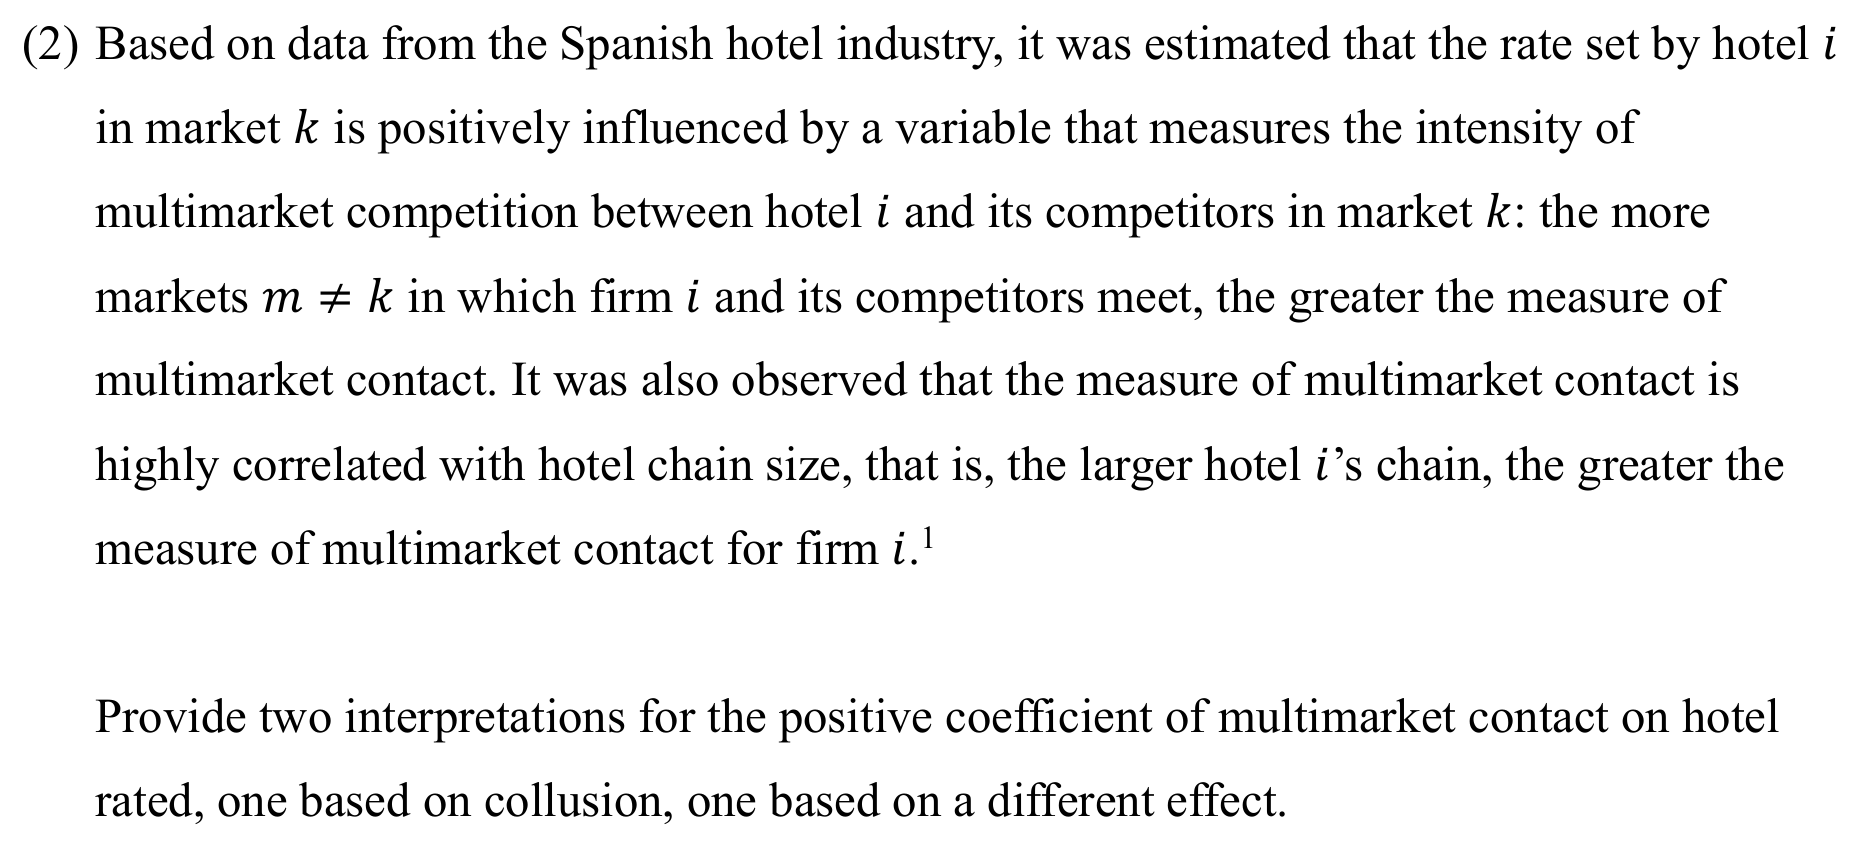 (2) Based on data from the Spanish hotel industry, it was estimated that the rate set by hotel i
in market k is positively influenced by a variable that measures the intensity of
multimarket competition between hotel i and its competitors in market k: the more
markets m ≠ k in which firm i and its competitors meet, the greater the measure of
multimarket contact. It was also observed that the measure of multimarket contact is
highly correlated with hotel chain size, that is, the larger hotel i’s chain, the greater the
measure of multimarket contact for firm i.¹
Provide two interpretations for the positive coefficient of multimarket contact on hotel
rated, one based on collusion, one based on a different effect.